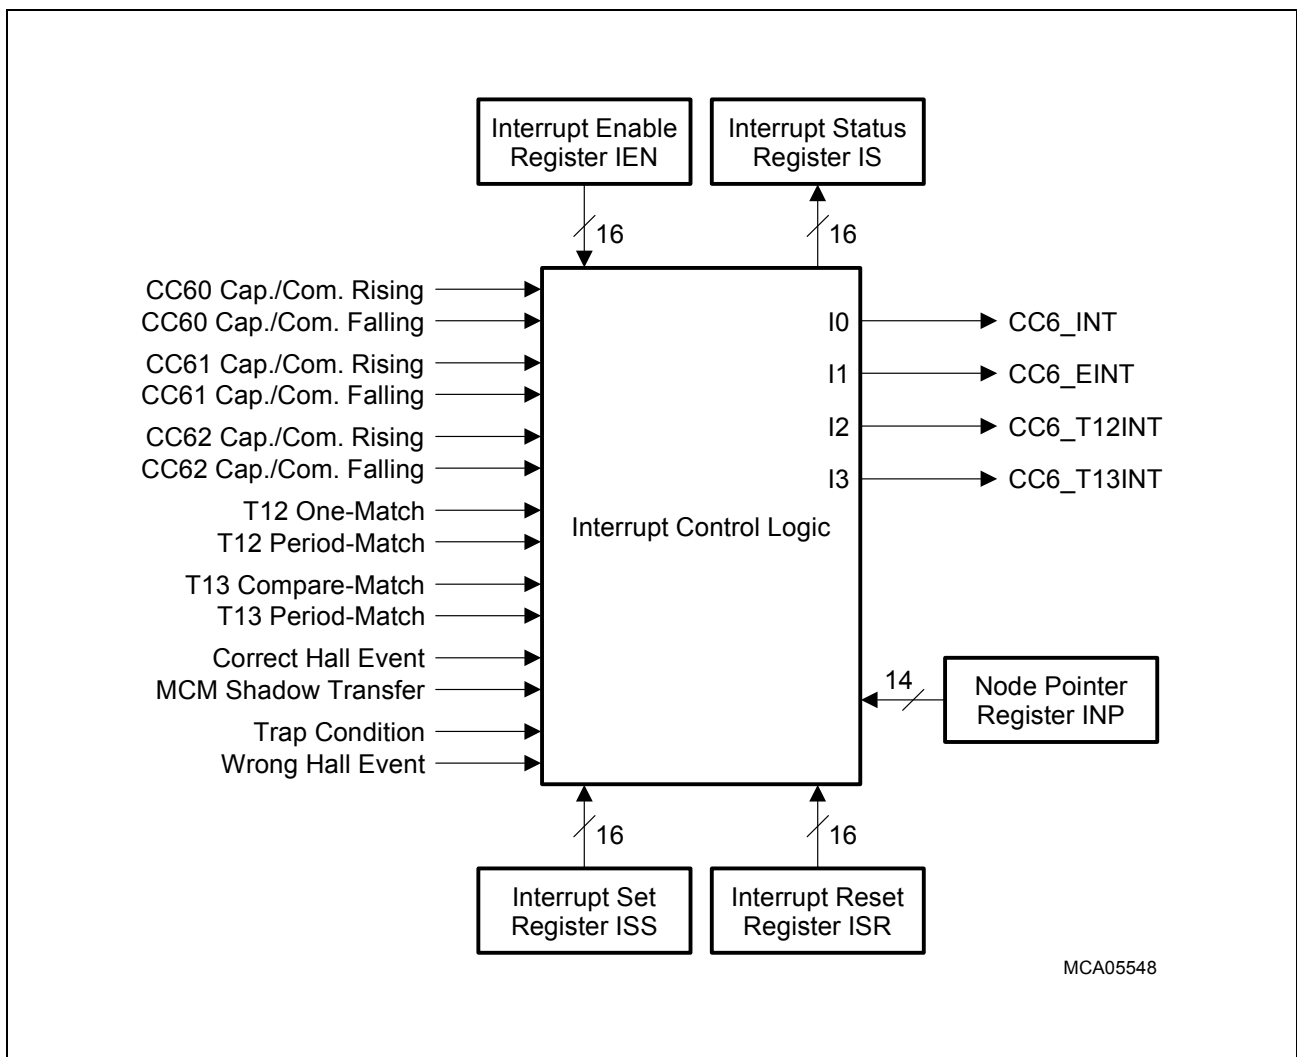 Interrupt Enable
Register IEN
Interrupt Status
Register IS
16
16
CC60 Cap./Com. Rising
CC60 Cap./Com. Falling
CC61 Cap./Com. Rising
CC61 Cap./Com. Falling
CC62 Cap./Com. Rising
CC62 Cap./Com. Falling
T12 One-Match
T12 Period-Match
T13 Compare-Match
T13 Period-Match
Correct Hall Event
MCM Shadow Transfer
Trap Condition
Wrong Hall Event
Interrupt Control Logic
I0
CC6_INT
I1
CC6_EINT
I2
CC6_T12INT
I3
CC6_T13INT
14
Node Pointer
Register INP
16
16
Interrupt Set
Register ISS
Interrupt Reset
Register ISR
MCA05548